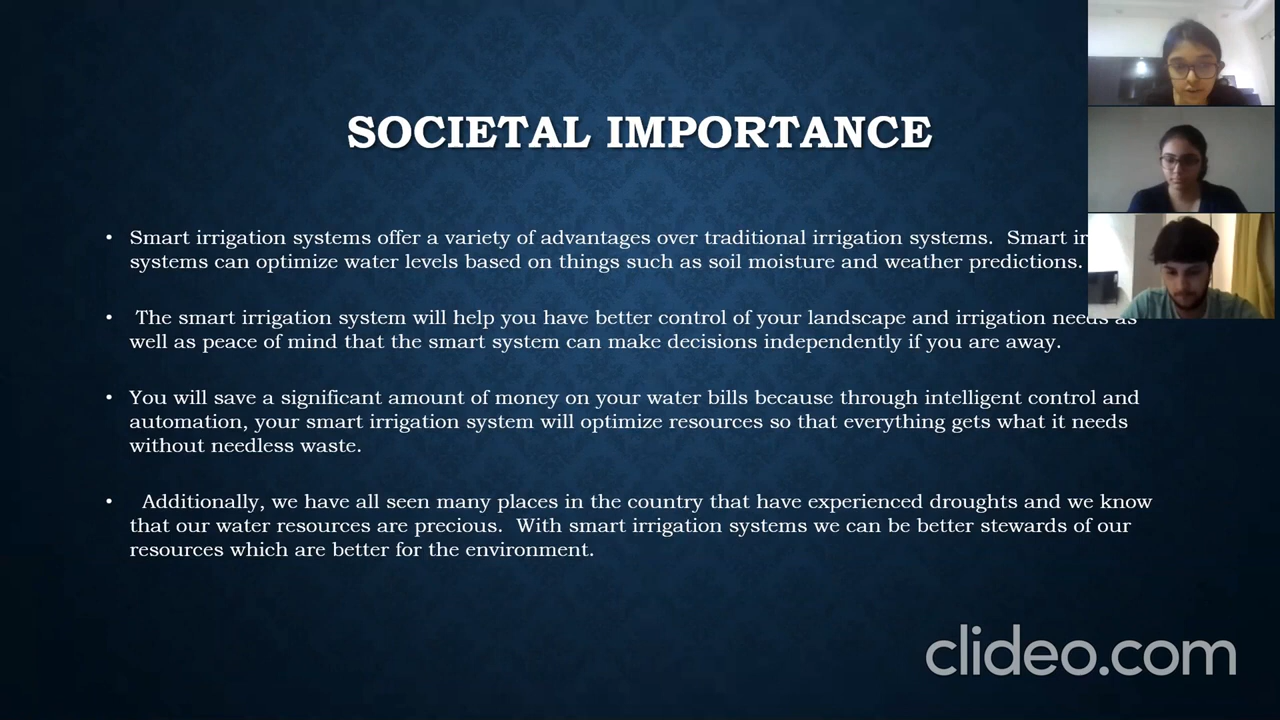 SOCIETAL IMPORTANCE
• Smart irrigation systems offer a variety of advantages over traditional irrigation systems. Smart
systems can optimize water levels based on things such as soil moisture and weather predictions.
• The smart irrigation system will help you have better control of your landscape and irrigation needs as
well as peace of mind that the smart system can make decisions independently if you are away.
• You will save a significant amount of money on your water bills because through intelligent control and
automation, your smart irrigation system will optimize resources so that everything gets what it needs
without needless waste.
• Additionally, we have all seen many places in the country that have experienced droughts and we know
that our water resources are precious. With smart irrigation systems we can be better stewards of our
resources which are better for the environment.
clideo.com